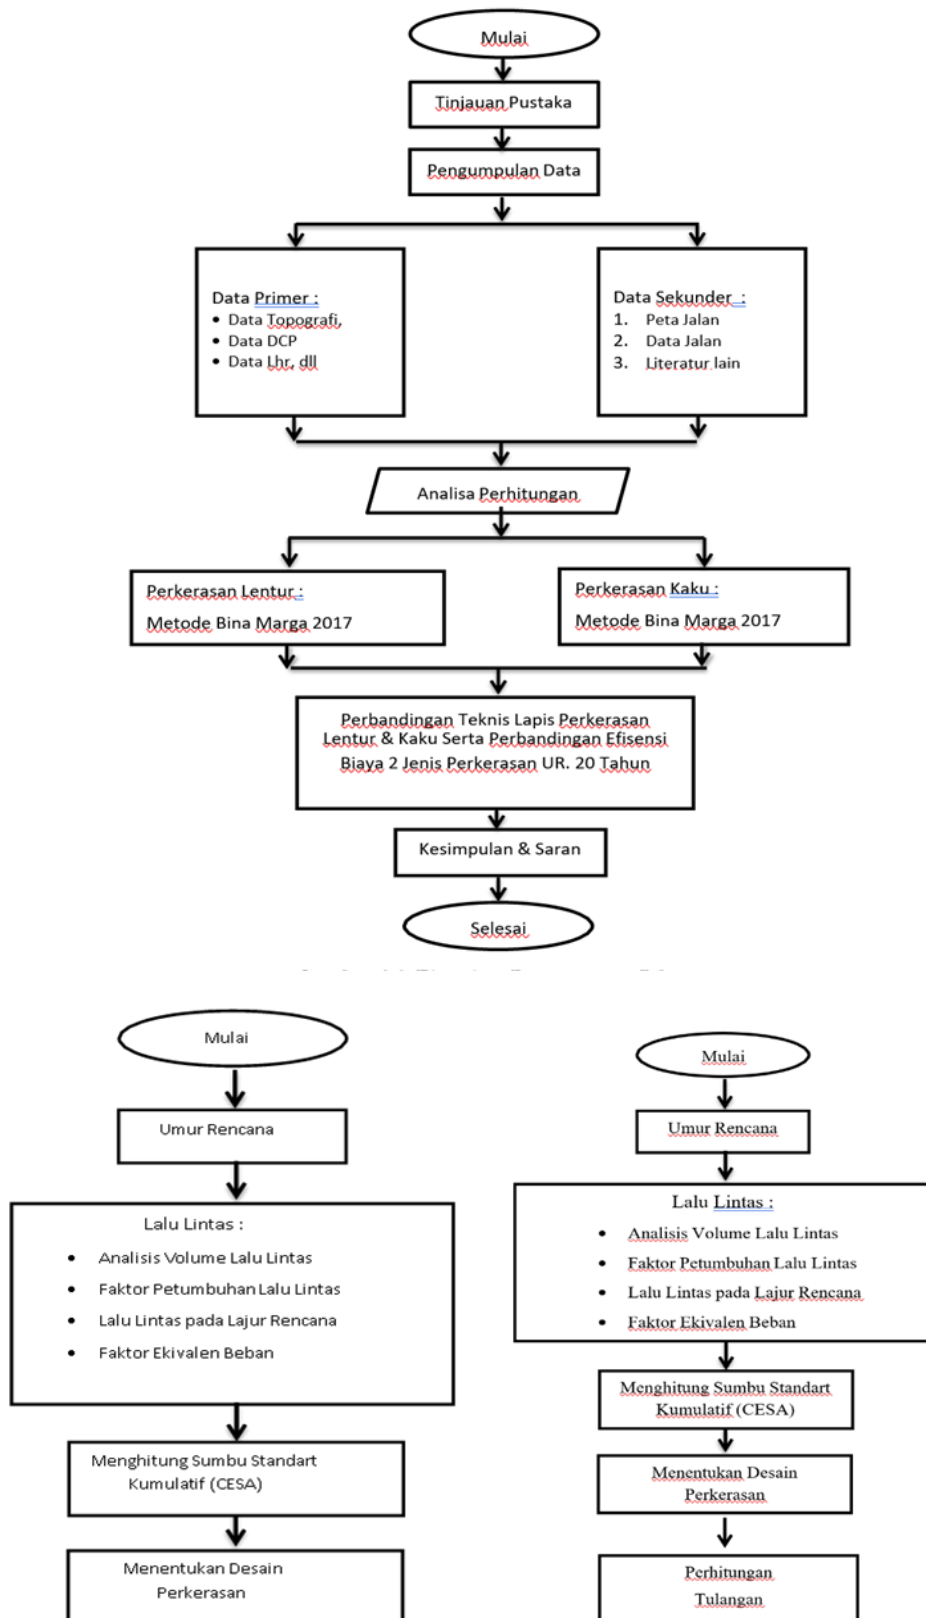 Mulai
Tinjauan Pustaka
Pengumpulan Data
Data Primer :
• Data Topografi,
• Data DCP
• Data Lhr, dll
Data Sekunder :
1. Peta Jalan
2. Data Jalan
3. Literatur lain
Analisa Perhitungan
Perkerasan Lentur :
Metode Bina Marga 2017
Perkerasan Kaku :
Metode Bina Marga 2017
Perbandingan Teknis Lapis Perkerasan
Lentur & Kaku Serta Perbandingan Efisensi
Biaya 2 Jenis Perkerasan UR. 20 Tahun
Kesimpulan & Saran
Selesai
Mulai
Umur Rencana
Lalu Lintas :
• Analisis Volume Lalu Lintas
• Faktor Petumbuhan Lalu Lintas
• Lalu Lintas pada Lajur Rencana
• Faktor Ekivalen Beban
Menghitung Sumbu Standart
Kumulatif (CESA)
Menentukan Desain
Perkerasan
Mulai
Umur Rencana
Lalu Lintas :
• Analisis Volume Lalu Lintas
• Faktor Petumbuhan Lalu Lintas
• Lalu Lintas pada Lajur Rencana
• Faktor Ekivalen Beban
Menghitung Sumbu Standart
Kumulatif (CESA)
Menentukan Desain
Perkerasan
Perhitungan
Tulangan